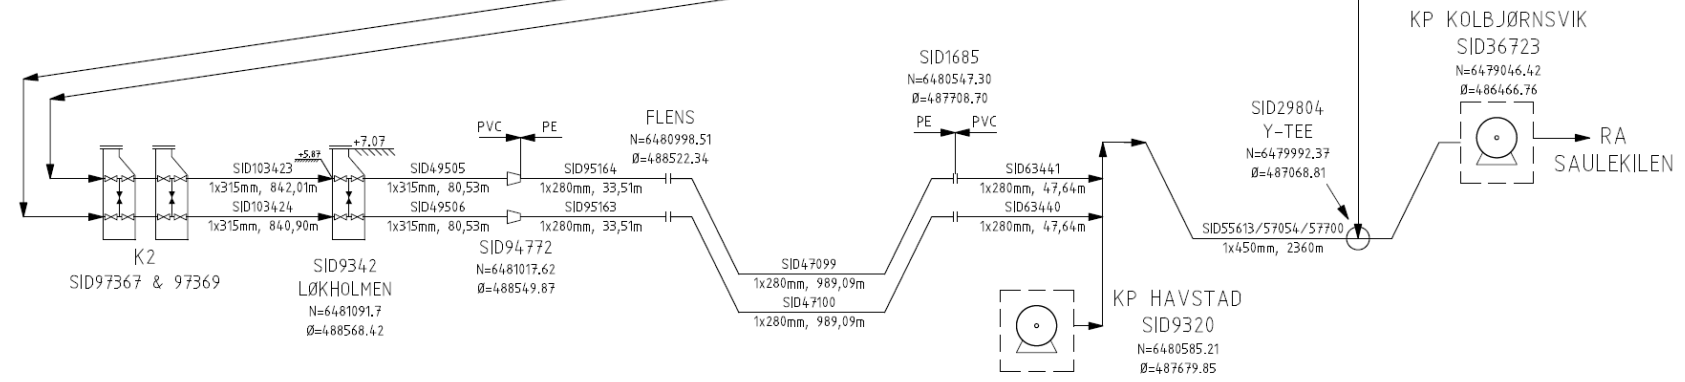 KP KOLBJØRNSVIK
SID36723
N=6479046.42
Ø=486466.76
RA
SAULEKILEN
SID29804
Y-TEE
N=6479992.37
Ø=487068.81
SID1685
N=6480547.30
Ø=487708.70
PE
PVC
FLENS
N=6480998.51
Ø=488522.34
PVC
PE
+7.07
+5.87
SID103423
1x315mm, 842,01m
SID49505
1x315mm, 80,53m
SID95164
1x280mm, 33,51m
SID63441
1x280mm, 47,64m
SID103424
1x315mm, 840,90m
SID49506
1x315mm, 80,53m
SID95163
1x280mm, 33,51m
SID63440
1x280mm, 47,64m
SID55613/57054/57700
1x450mm, 2360m
K2
SID97367 & 97369
SID9342
LØKHOLMEN
N=6481091.7
Ø=488568.42
SID94772
N=6481017.62
Ø=488549.87
SID47099
1x280mm, 989,09m
SID47100
1x280mm, 989,09m
KP HAVSTAD
SID9320
N=6480585.21
Ø=487679.85